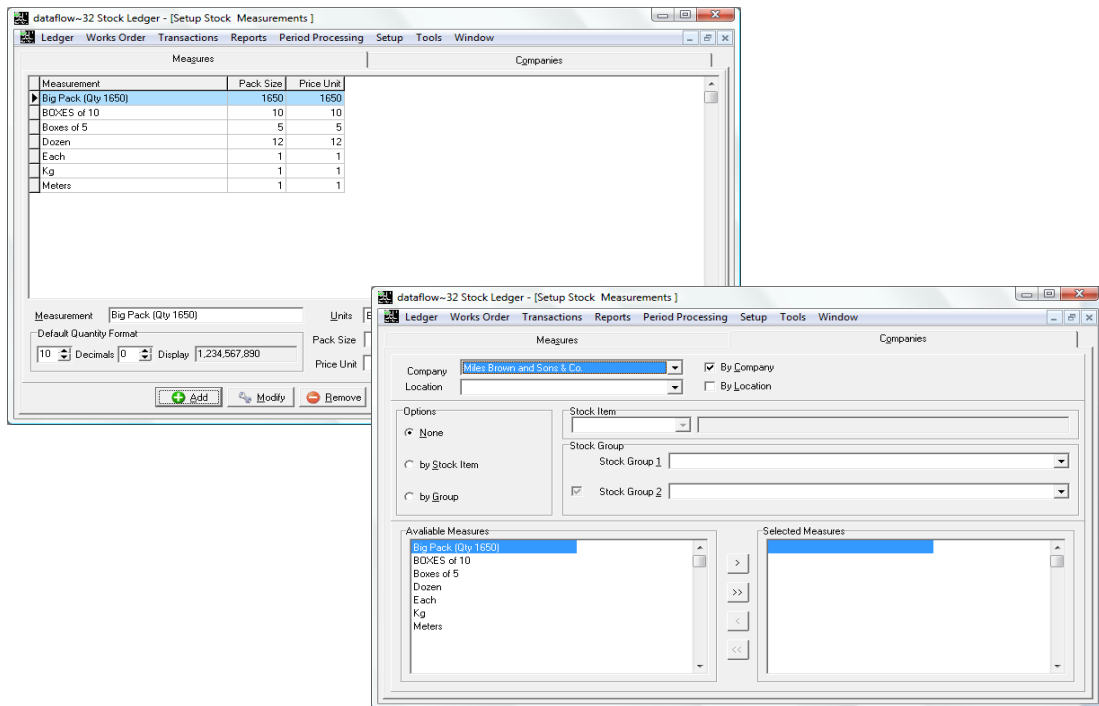 dataflow~32 Stock Ledger - [Setup Stock Measurements ]
Ledger Works Order Transactions Reports Period Processing Setup Tools Window
Measures Companies
Measurement Pack Size Price Unit
Big Pack (Qty 1650) 1650 1650
BOXES of 10 10 10
Boxes of 5 5 5
Dozen 12 12
Each 1 1
Kg 1 1
Meters 1 1
Measurement Big Pack (Qty 1650) Units
Default Quantity Format
10 Decimals 0 Display 1,234,567,890
Pack Size
Price Unit
Add Modify Remove
dataflow~32 Stock Ledger - [Setup Stock Measurements ]
Ledger Works Order Transactions Reports Period Processing Setup Tools Window
Measures Companies
Company Miles Brown and Sons & Co. By Company
Location By Location
Options
None
by Stock Item
by Group
Stock Item
Stock Group
Stock Group 1
Stock Group 2
Avaliable Measures
Big Pack (Qty 1650)
BOXES of 10
Boxes of 5
Dozen
Each
Kg
Meters
>
>>
<
<<
Selected Measures